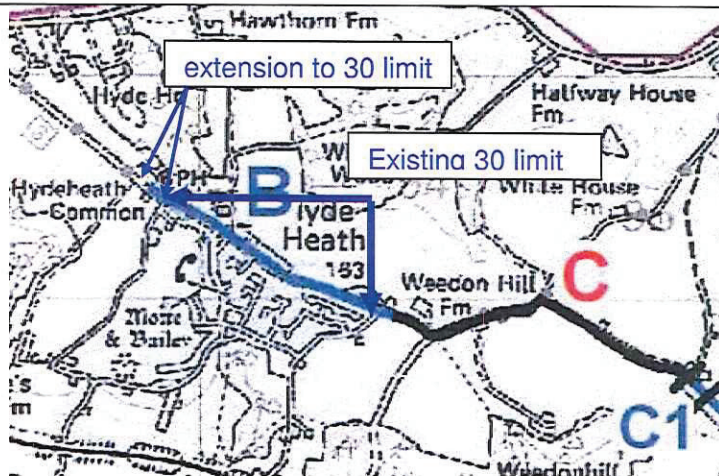 Hawthorn Fm
extension to 30 limit
Hyde
Halfway House
Fm
Existing 30 limit
PH
White House
Fm
Hydeheath
Common
B
Hyde
Heath
163
Weedon Hill
Fm
C
Motte
& Bailey
C1
Weedonhill